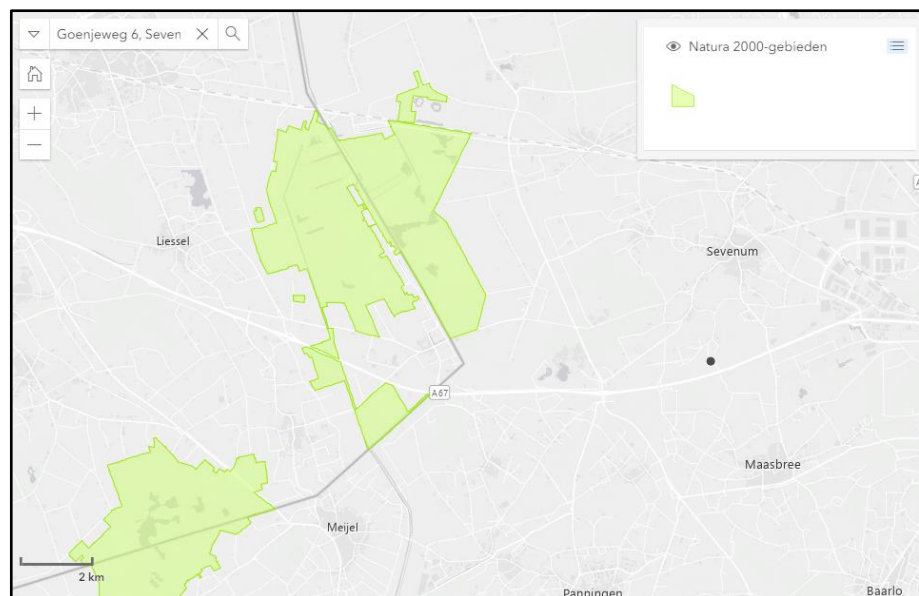 Goenjeweg 6, Seven
Natura 2000-gebieden
Liessel
Sevenum
A67
Maasbree
Meijel
2 km
Panningen
Baarlo